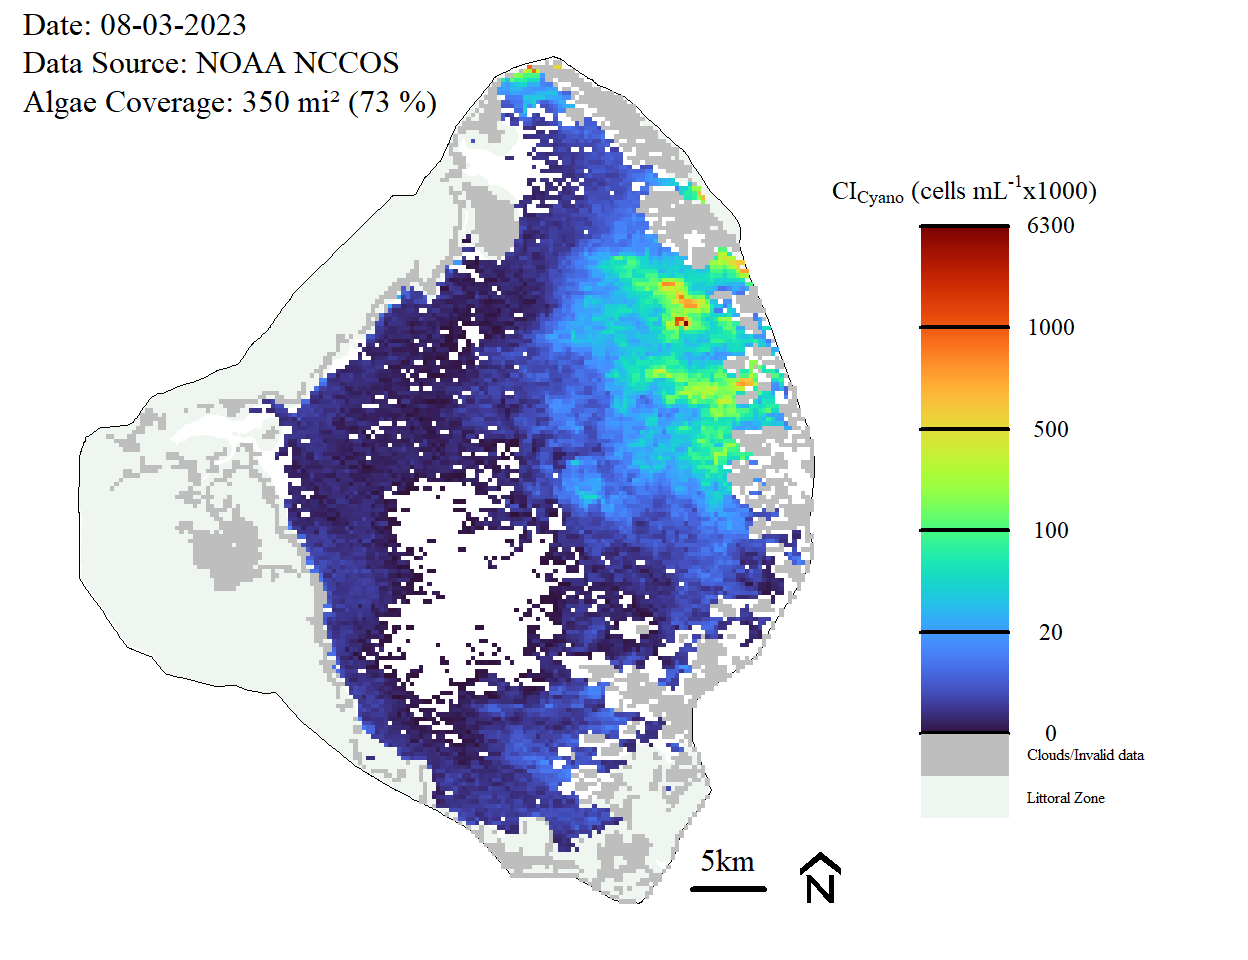 Date: 08-03-2023
Data Source: NOAA NCCOS
Algae Coverage: 350 mi² (73 %)
CICyano (cells mL-1x1000)
6300
1000
500
100
20
0
Clouds/Invalid data
Littoral Zone
5km
N